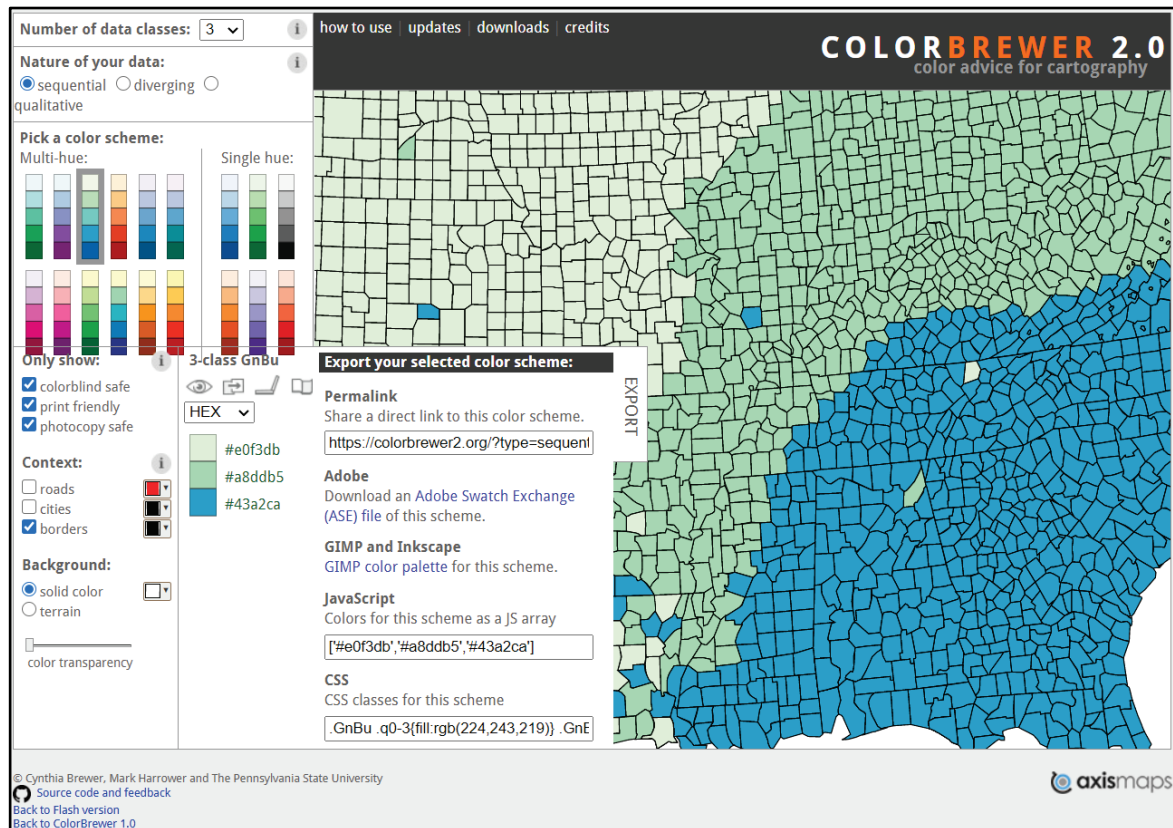 Number of data classes: 3
i
how to use | updates | downloads | credits
COLORBREWER 2.0
color advice for cartography
Nature of your data:
i
sequential diverging
qualitative
Pick a color scheme:
Multi-hue:
Single hue:
Only show:
i
colorblind safe
print friendly
photocopy safe
Context:
i
roads
cities
borders
Background:
solid color
terrain
color transparency
3-class GnBu
HEX
#e0f3db
#a8ddb5
#43a2ca
EXPORT
Export your selected color scheme:
Permalink
Share a direct link to this color scheme.
https://colorbrewer2.org/?type=sequent
Adobe
Download an Adobe Swatch Exchange
(ASE) file of this scheme.
GIMP and Inkscape
GIMP color palette for this scheme.
JavaScript
Colors for this scheme as a JS array
['#e0f3db','#a8ddb5','#43a2ca']
CSS
CSS classes for this scheme
.GnBu .q0-3{fill:rgb(224,243,219)} .GnB
© Cynthia Brewer, Mark Harrower and The Pennsylvania State University
Source code and feedback
Back to Flash version
Back to ColorBrewer 1.0
axismaps